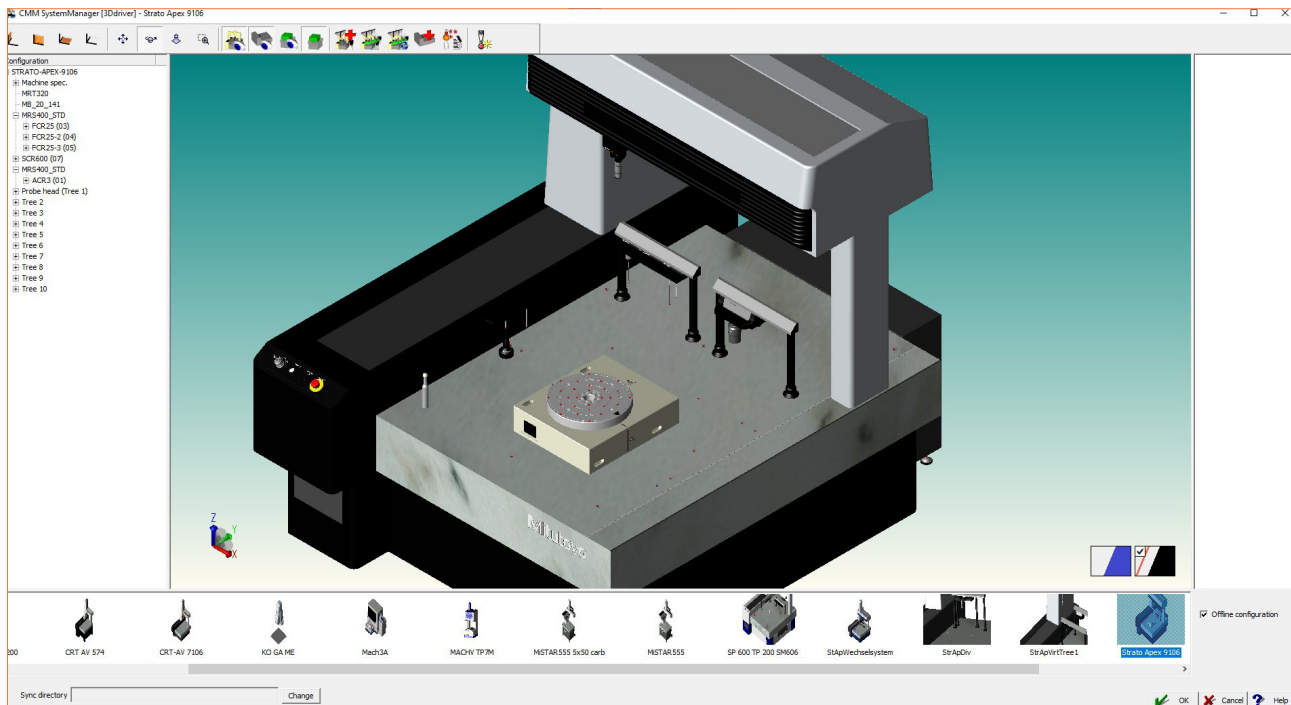 CMM SystemManager [3Ddriver] - Strato Apex 9106
Configuration
STRATO-APEX-9106
Machine spec.
MRT320
MB_20_141
MRS400_STD
FCR25 (03)
FCR25-2 (04)
FCR25-3 (05)
SCR600 (07)
MRS400_STD
ACR3 (01)
Probe head (Tree 1)
Tree 2
Tree 3
Tree 4
Tree 5
Tree 6
Tree 7
Tree 8
Tree 9
Tree 10
Mitutoyo
Z
Y
X
Offline configuration
200
CRT AV 574
CRT-AV 7106
KO GA ME
Mach3A
MACHV TP7M
MiSTAR555 5x50 carb
MiSTAR555
SP 600 TP 200 SM606
StApWechselsystem
StrApDiv
StrApVirtTree1
Strato Apex 9106
Sync directory
Change
OK
Cancel
Help